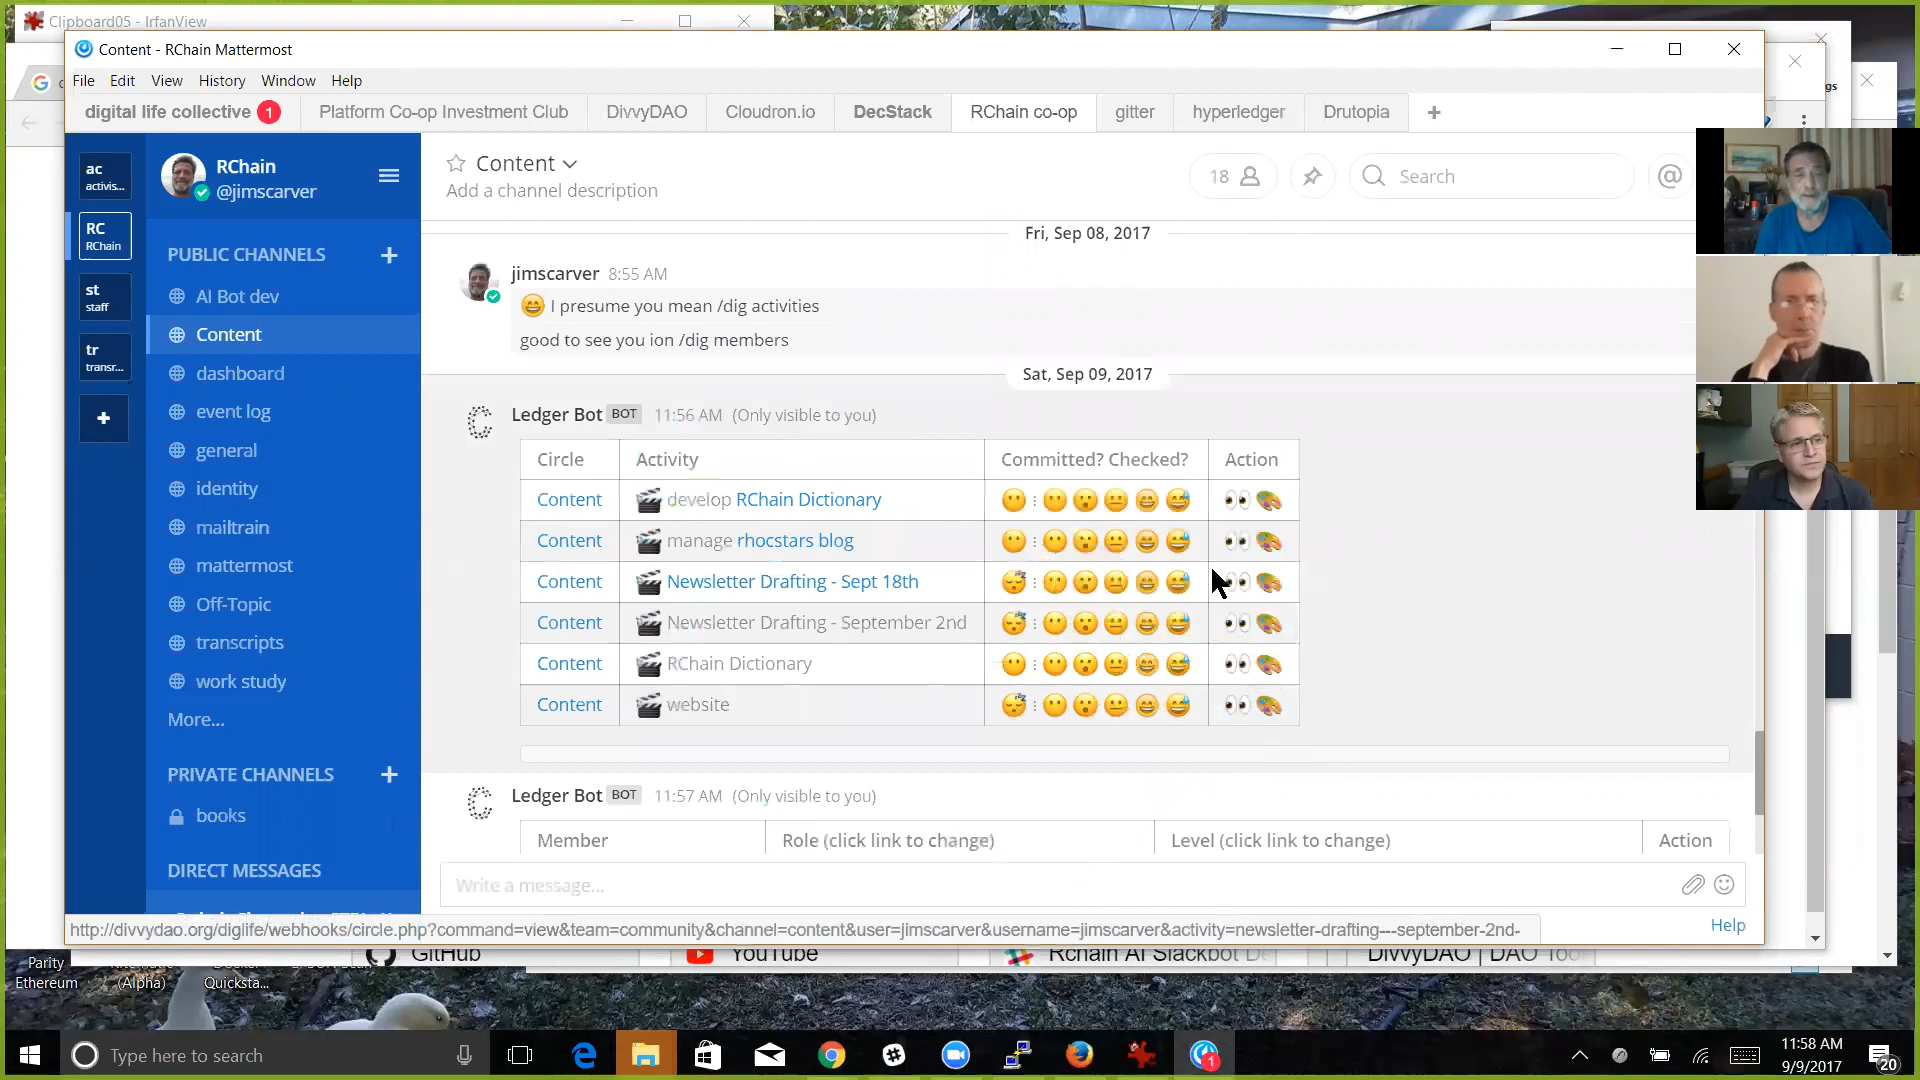 Clipboard05 - IrfanView
Content - RChain Mattermost
File Edit View History Window Help
digital life collective 1 Platform Co-op Investment Club DivvyDAO Cloudron.io DecStack RChain co-op gitter hyperledger Drutopia +
ac
activis...
RC
RChain
st
staff
tr
transr...
+
RChain
@jimscarver
PUBLIC CHANNELS +
AI Bot dev
Content
dashboard
event log
general
identity
mailtrain
mattermost
Off-Topic
transcripts
work study
More...
PRIVATE CHANNELS +
books
DIRECT MESSAGES
Content
Add a channel description
18
Search
@
Fri, Sep 08, 2017
jimscarver 8:55 AM
I presume you mean /dig activities
good to see you ion /dig members
Sat, Sep 09, 2017
Ledger Bot BOT 11:56 AM (Only visible to you)
Circle Activity Committed? Checked? Action
Content develop RChain Dictionary :
Content manage rhocstars blog :
Content Newsletter Drafting - Sept 18th :
Content Newsletter Drafting - September 2nd :
Content RChain Dictionary :
Content website :
Ledger Bot BOT 11:57 AM (Only visible to you)
Member Role (click link to change) Level (click link to change) Action
Write a message...
Help
http://divvydao.org/diglife/webhooks/circle.php?command=view&team=community&channel=content&user=jimscarver&username=jimscarver&activity=newsletter-drafting---september-2nd-
gs
GitHub YouTube Rchain AI Slackbot De DivvyDAO | DAO Too
Parity
Ethereum
(Alpha)
Quicksta...
Type here to search
1
11:58 AM
9/9/2017
20